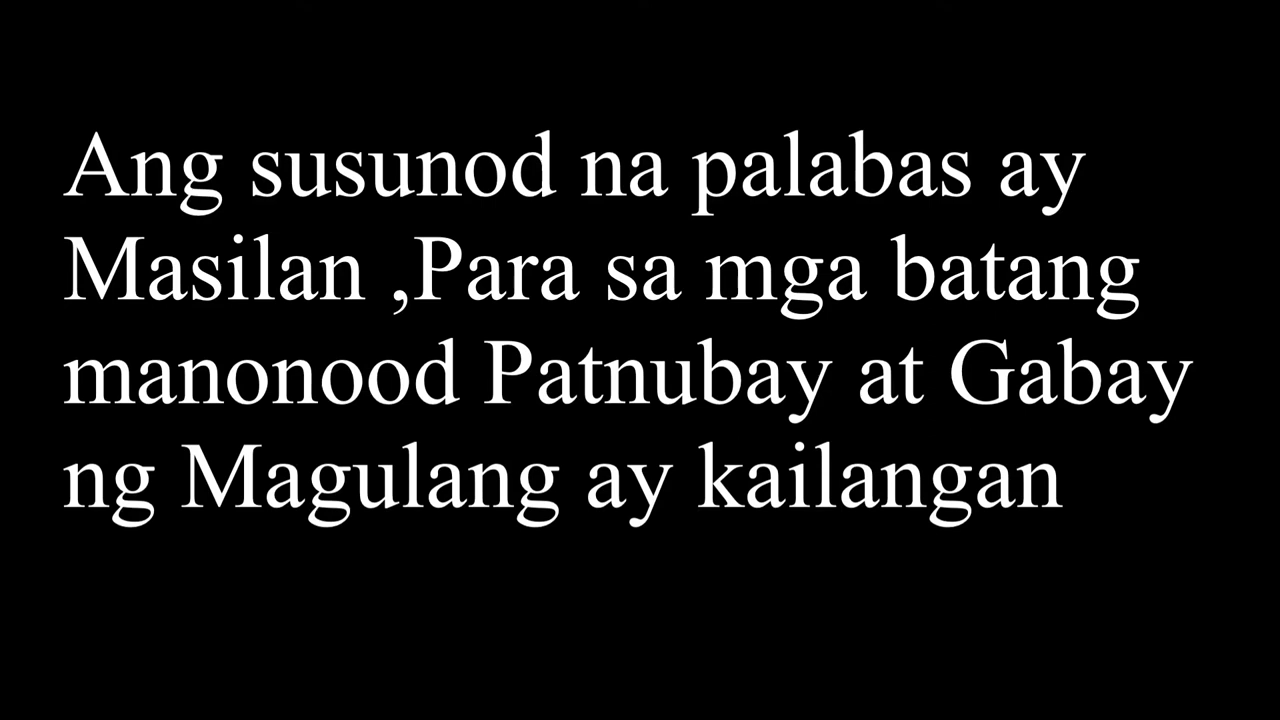 Ang susunod na palabas ay
Masilan ,Para sa mga batang
manonood Patnubay at Gabay
ng Magulang ay kailangan